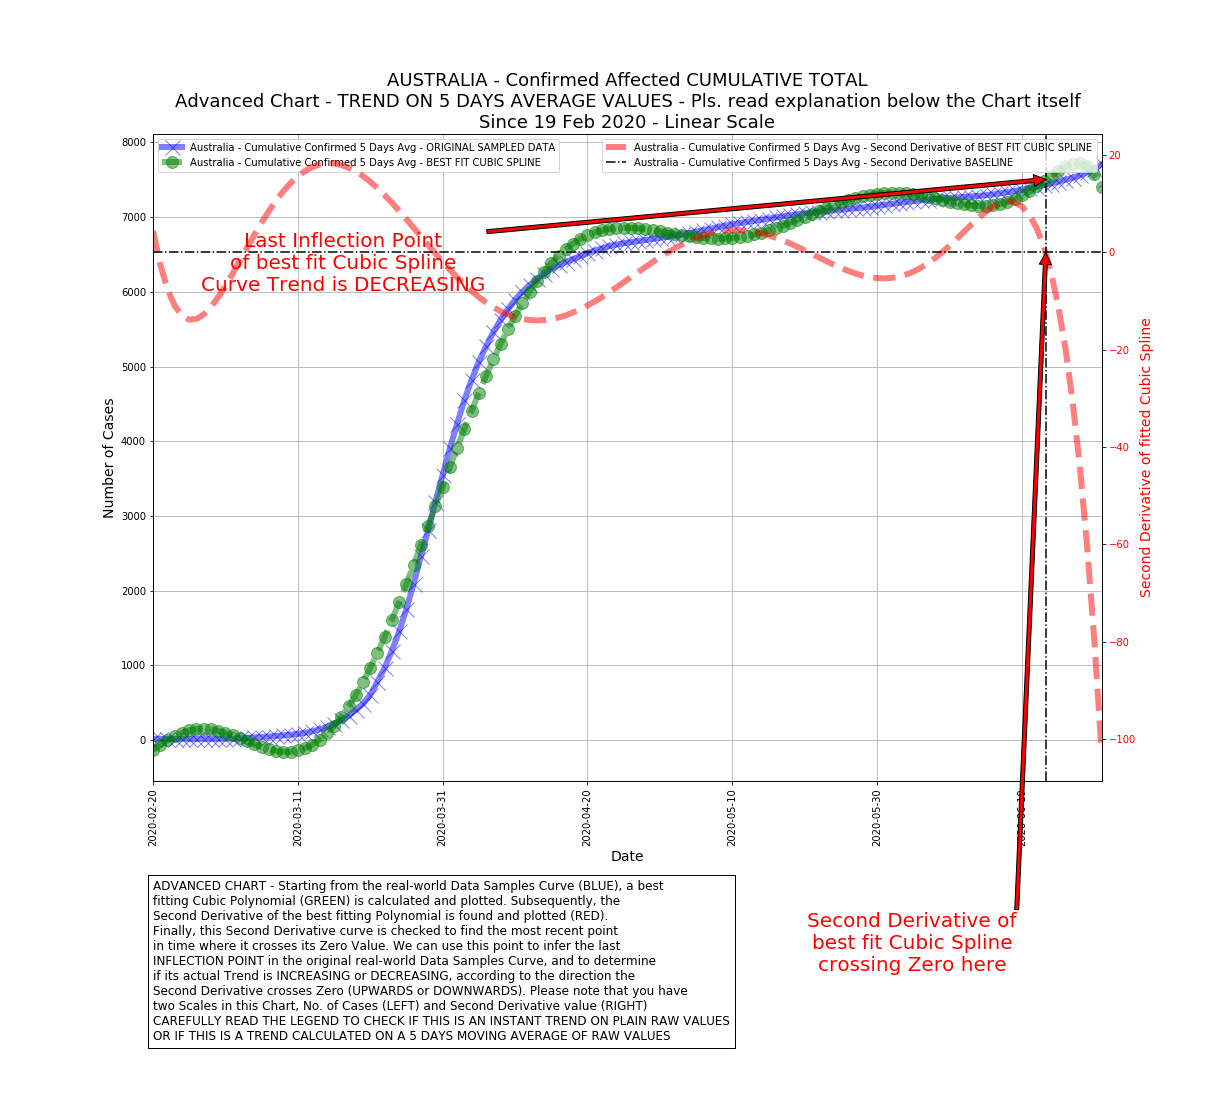 AUSTRALIA - Confirmed Affected CUMULATIVE TOTAL
Advanced Chart - TREND ON 5 DAYS AVERAGE VALUES - Pls. read explanation below the Chart itself
Since 19 Feb 2020 - Linear Scale
Australia - Cumulative Confirmed 5 Days Avg - ORIGINAL SAMPLED DATA
Australia - Cumulative Confirmed 5 Days Avg - BEST FIT CUBIC SPLINE
Australia - Cumulative Confirmed 5 Days Avg - Second Derivative of BEST FIT CUBIC SPLINE
Australia - Cumulative Confirmed 5 Days Avg - Second Derivative BASELINE
Last Inflection Point
of best fit Cubic Spline
Curve Trend is DECREASING
Number of Cases
8000
7000
6000
5000
4000
3000
2000
1000
0
Second Derivative of fitted Cubic Spline
20
0
−20
−40
−60
−80
−100
2020-02-20
2020-03-11
2020-03-31
2020-04-20
2020-05-10
2020-05-30
2020-06-19
Date
ADVANCED CHART - Starting from the real-world Data Samples Curve (BLUE), a best
fitting Cubic Polynomial (GREEN) is calculated and plotted. Subsequently, the
Second Derivative of the best fitting Polynomial is found and plotted (RED).
Finally, this Second Derivative curve is checked to find the most recent point
in time where it crosses its Zero Value. We can use this point to infer the last
INFLECTION POINT in the original real-world Data Samples Curve, and to determine
if its actual Trend is INCREASING or DECREASING, according to the direction the
Second Derivative crosses Zero (UPWARDS or DOWNWARDS). Please note that you have
two Scales in this Chart, No. of Cases (LEFT) and Second Derivative value (RIGHT)
CAREFULLY READ THE LEGEND TO CHECK IF THIS IS AN INSTANT TREND ON PLAIN RAW VALUES
OR IF THIS IS A TREND CALCULATED ON A 5 DAYS MOVING AVERAGE OF RAW VALUES
Second Derivative of
best fit Cubic Spline
crossing Zero here